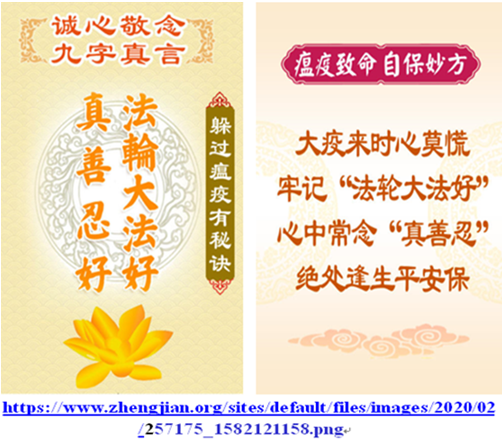 诚心敬念
九字真言
法輪大法好
真善忍好
躲过瘟疫有秘诀
瘟疫致命 自保妙方
大疫来时心莫慌
牢记“法轮大法好”
心中常念“真善忍”
绝处逢生平安保
https://www.zhengjian.org/sites/default/files/images/2020/02
/257175_1582121158.png